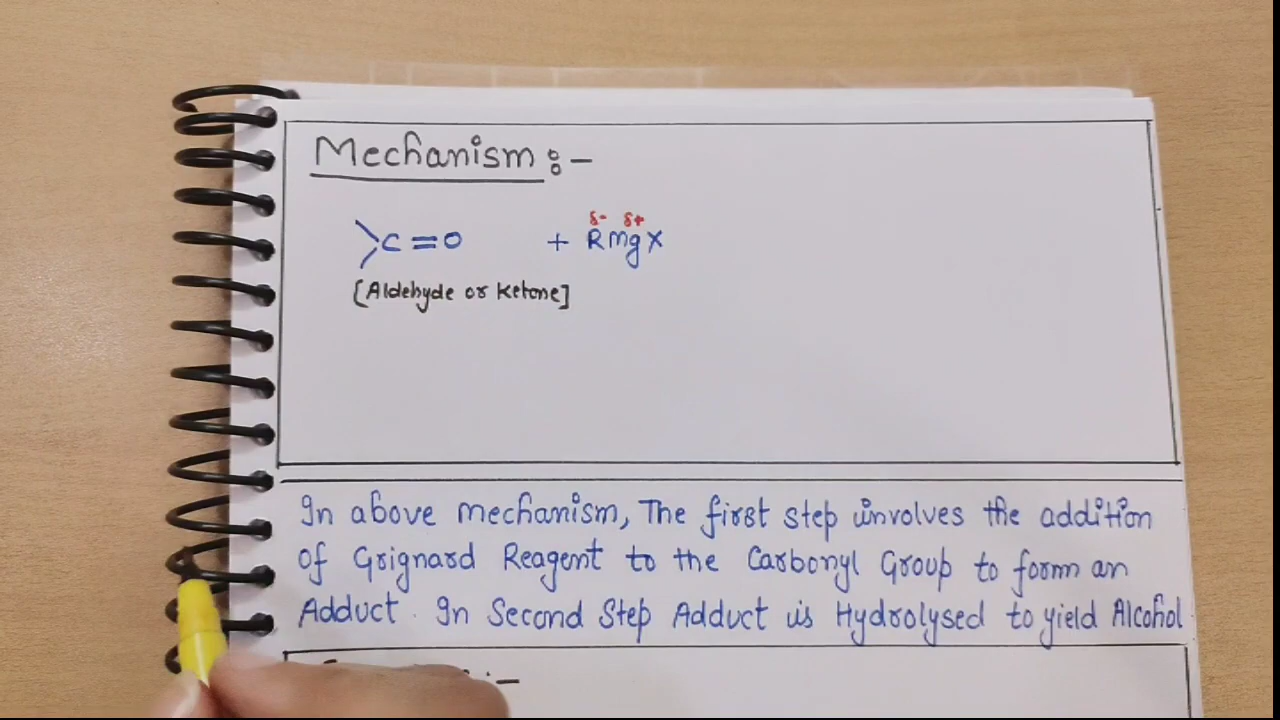 Mechanism :-
δ- δ+
>C=O + RMgX
[Aldehyde or Ketone]
In above mechanism, The first step involves the addition
of Grignard Reagent to the Carbonyl Group to form an
Adduct. In Second Step Adduct is Hydrolysed to yield Alcohol
:-